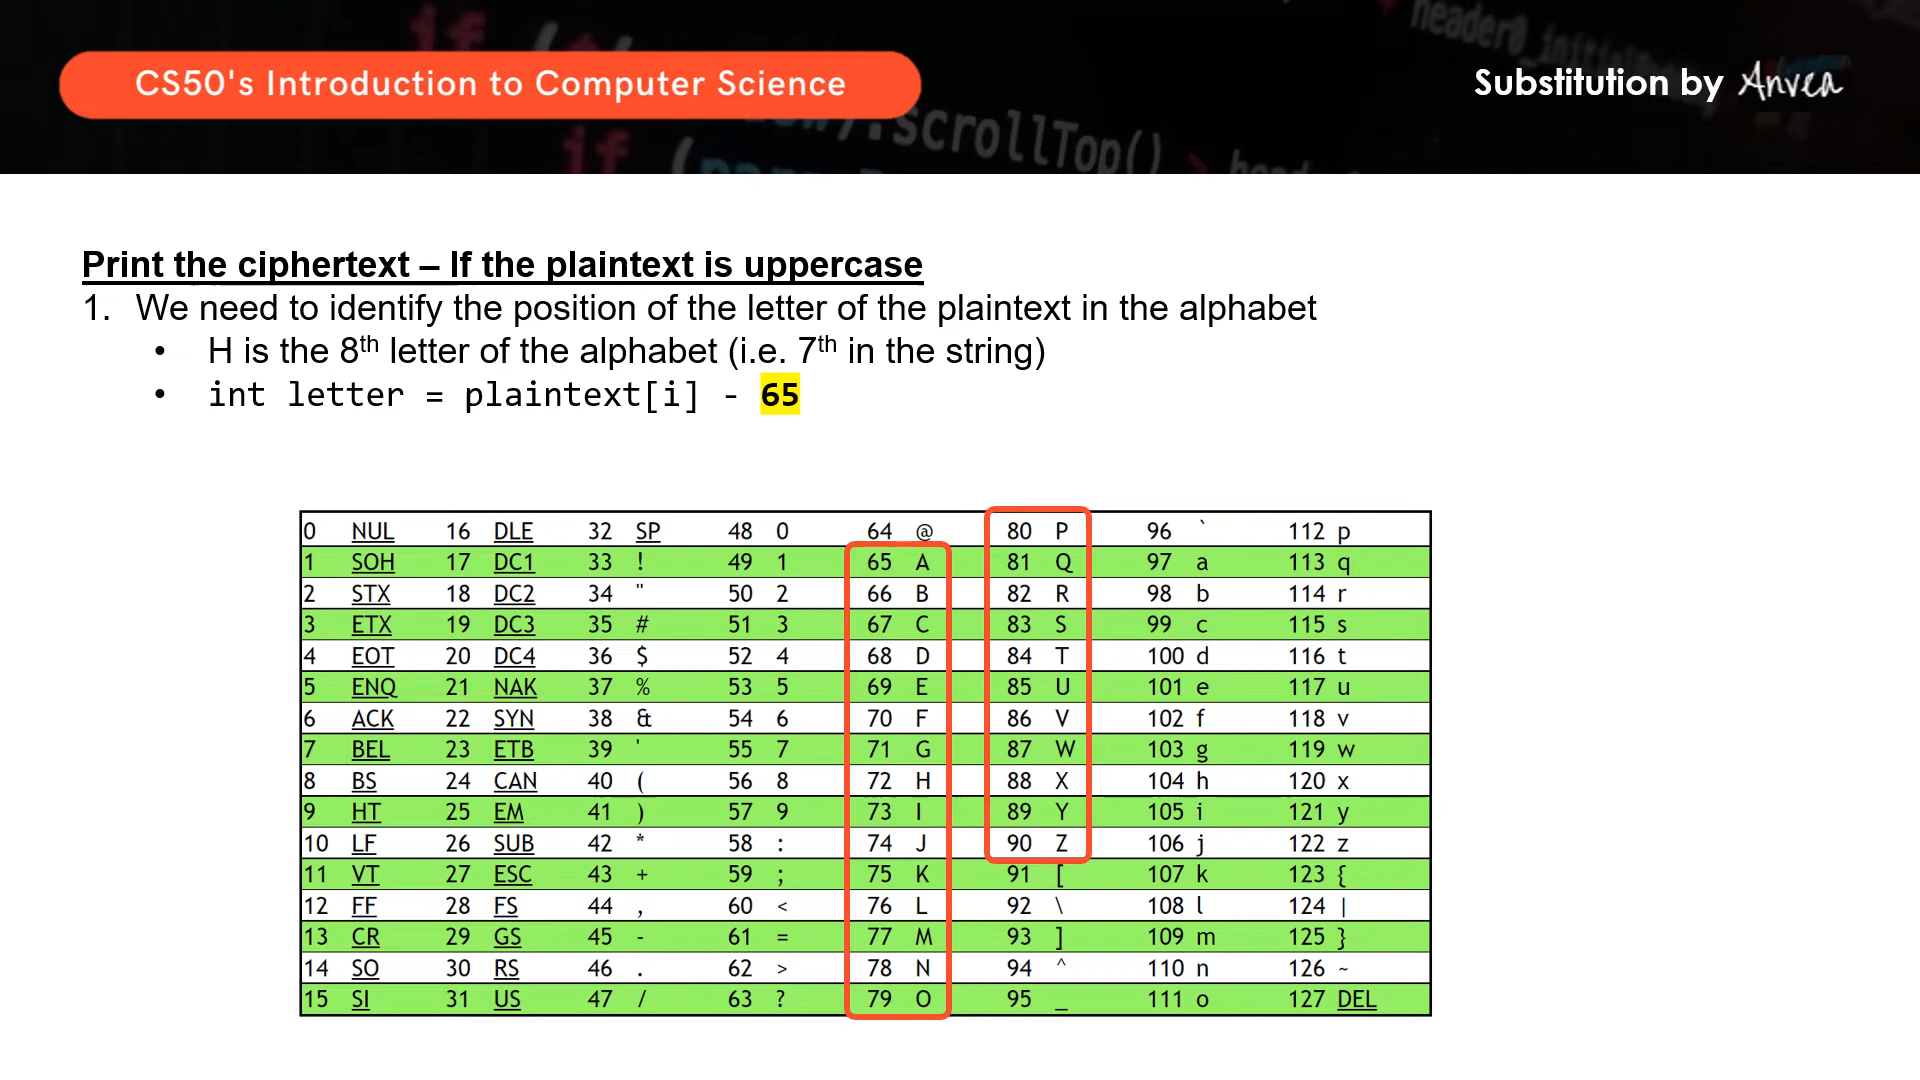 if (
header@_initi
CS50's Introduction to Computer Science
Substitution by Anvea
.scrollTop() > heade
if (
Print the ciphertext – If the plaintext is uppercase
1. We need to identify the position of the letter of the plaintext in the alphabet
• H is the 8th letter of the alphabet (i.e. 7th in the string)
• int letter = plaintext[i] - 65
0 NUL 16 DLE 32 SP 48 0 64 @ 80 P 96 ` 112 p
1 SOH 17 DC1 33 ! 49 1 65 A 81 Q 97 a 113 q
2 STX 18 DC2 34 " 50 2 66 B 82 R 98 b 114 r
3 ETX 19 DC3 35 # 51 3 67 C 83 S 99 c 115 s
4 EOT 20 DC4 36 $ 52 4 68 D 84 T 100 d 116 t
5 ENQ 21 NAK 37 % 53 5 69 E 85 U 101 e 117 u
6 ACK 22 SYN 38 & 54 6 70 F 86 V 102 f 118 v
7 BEL 23 ETB 39 ' 55 7 71 G 87 W 103 g 119 w
8 BS 24 CAN 40 ( 56 8 72 H 88 X 104 h 120 x
9 HT 25 EM 41 ) 57 9 73 I 89 Y 105 i 121 y
10 LF 26 SUB 42 * 58 : 74 J 90 Z 106 j 122 z
11 VT 27 ESC 43 + 59 ; 75 K 91 [ 107 k 123 {
12 FF 28 FS 44 , 60 < 76 L 92 \ 108 l 124 |
13 CR 29 GS 45 - 61 = 77 M 93 ] 109 m 125 }
14 SO 30 RS 46 . 62 > 78 N 94 ^ 110 n 126 ~
15 SI 31 US 47 / 63 ? 79 O 95 _ 111 o 127 DEL